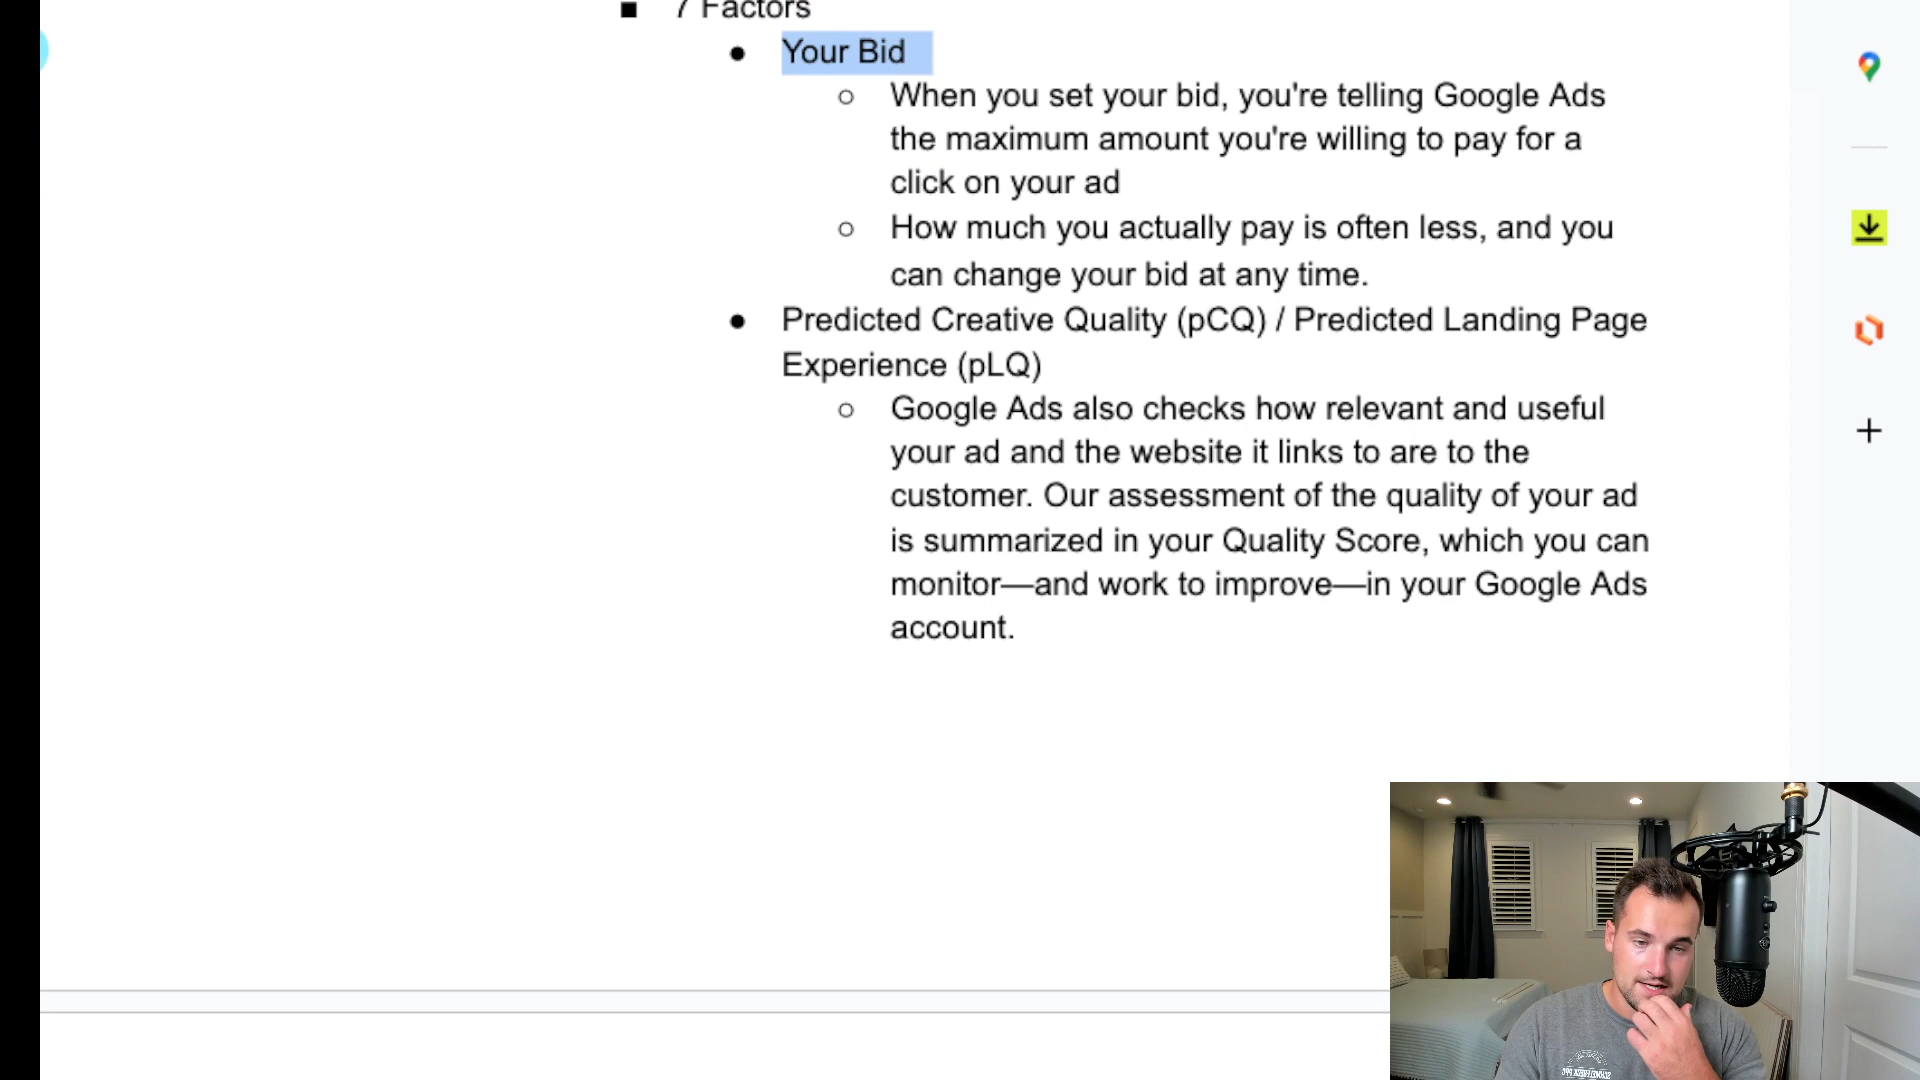 7 Factors
Your Bid
When you set your bid, you're telling Google Ads
the maximum amount you're willing to pay for a
click on your ad
How much you actually pay is often less, and you
can change your bid at any time.
Predicted Creative Quality (pCQ) / Predicted Landing Page
Experience (pLQ)
Google Ads also checks how relevant and useful
your ad and the website it links to are to the
customer. Our assessment of the quality of your ad
is summarized in your Quality Score, which you can
monitor—and work to improve—in your Google Ads
account.